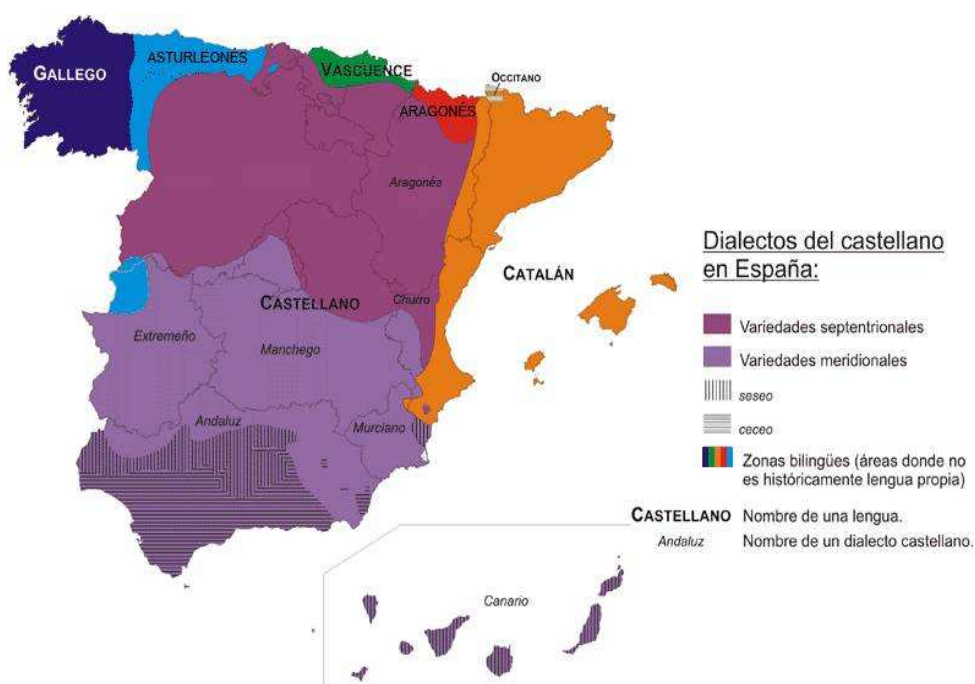 GALLEGO
ASTURLEONÉS
VASCUENCE
OCCITANO
ARAGONÉS
Aragonés
CATALÁN
CASTELLANO
Churro
Extremeño
Manchego
Andaluz
Murciano
Canario
Dialectos del castellano
en España:
Variedades septentrionales
Variedades meridionales
seseo
ceceo
Zonas bilingües (áreas donde no
es históricamente lengua propia)
CASTELLANO Nombre de una lengua.
Andaluz Nombre de un dialecto castellano.